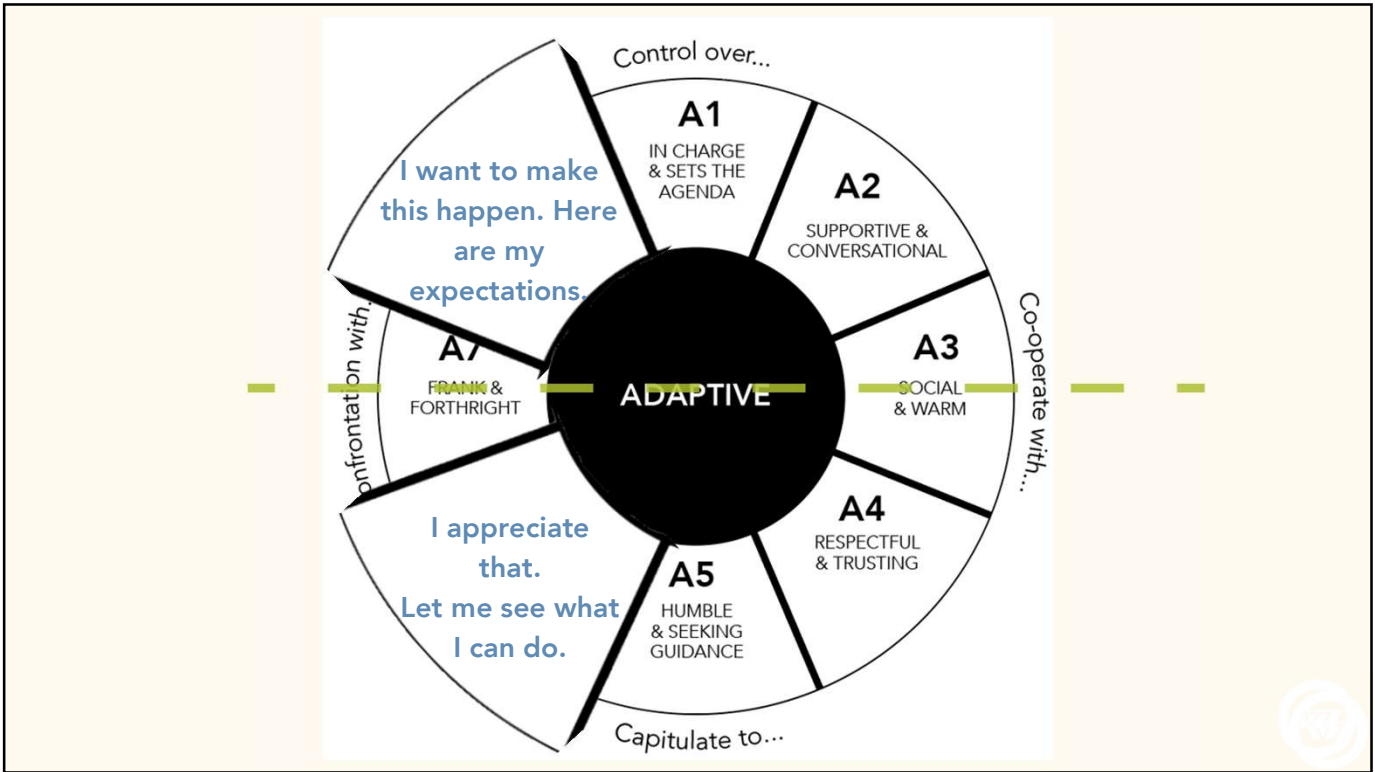 Control over...
A1
IN CHARGE
& SETS THE
AGENDA
A2
SUPPORTIVE &
CONVERSATIONAL
I want to make
this happen. Here
are my
expectations.
Co-operate with...
A3
SOCIAL
& WARM
onfrontation with...
A7
FRANK &
FORTHRIGHT
ADAPTIVE
A4
RESPECTFUL
& TRUSTING
I appreciate
that.
Let me see what
I can do.
A5
HUMBLE
& SEEKING
GUIDANCE
Capitulate to...